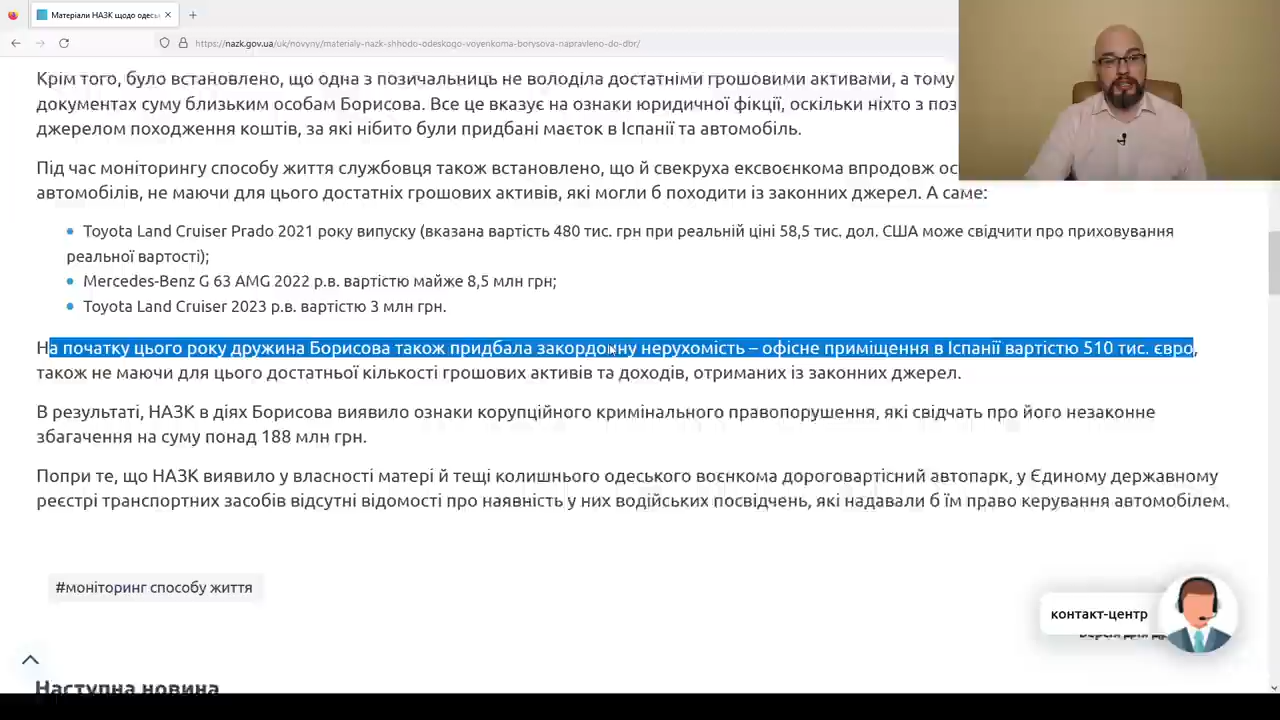 Матеріали НАЗК щодо одеськ
https://nazk.gov.ua/uk/novyny/materialy-nazk-shhodo-odeskogo-voyenkoma-borysova-napravleno-do-dbr/
Крім того, було встановлено, що одна з позичальниць не володіла достатніми грошовими активами, а тому
документах суму близьким особам Борисова. Все це вказує на ознаки юридичної фікції, оскільки ніхто з поз
джерелом походження коштів, за які нібито були придбані маєток в Іспанії та автомобіль.
Під час моніторингу способу життя службовця також встановлено, що й свекруха ексвоєнкома впродовж ос
автомобілів, не маючи для цього достатніх грошових активів, які могли б походити із законних джерел. А саме:
Toyota Land Cruiser Prado 2021 року випуску (вказана вартість 480 тис. грн при реальній ціні 58,5 тис. дол. США може свідчити про приховування
реальної вартості);
Mercedes-Benz G 63 AMG 2022 р.в. вартістю майже 8,5 млн грн;
Toyota Land Cruiser 2023 р.в. вартістю 3 млн грн.
На початку цього року дружина Борисова також придбала закордонну нерухомість – офісне приміщення в Іспанії вартістю 510 тис. євро,
також не маючи для цього достатньої кількості грошових активів та доходів, отриманих із законних джерел.
В результаті, НАЗК в діях Борисова виявило ознаки корупційного кримінального правопорушення, які свідчать про його незаконне
збагачення на суму понад 188 млн грн.
Попри те, що НАЗК виявило у власності матері й тещі колишнього одеського воєнкома дороговартісний автопарк, у Єдиному державному
реєстрі транспортних засобів відсутні відомості про наявність у них водійських посвідчень, які надавали б їм право керування автомобілем.
#моніторинг способу життя
контакт-центр
Наступна новина